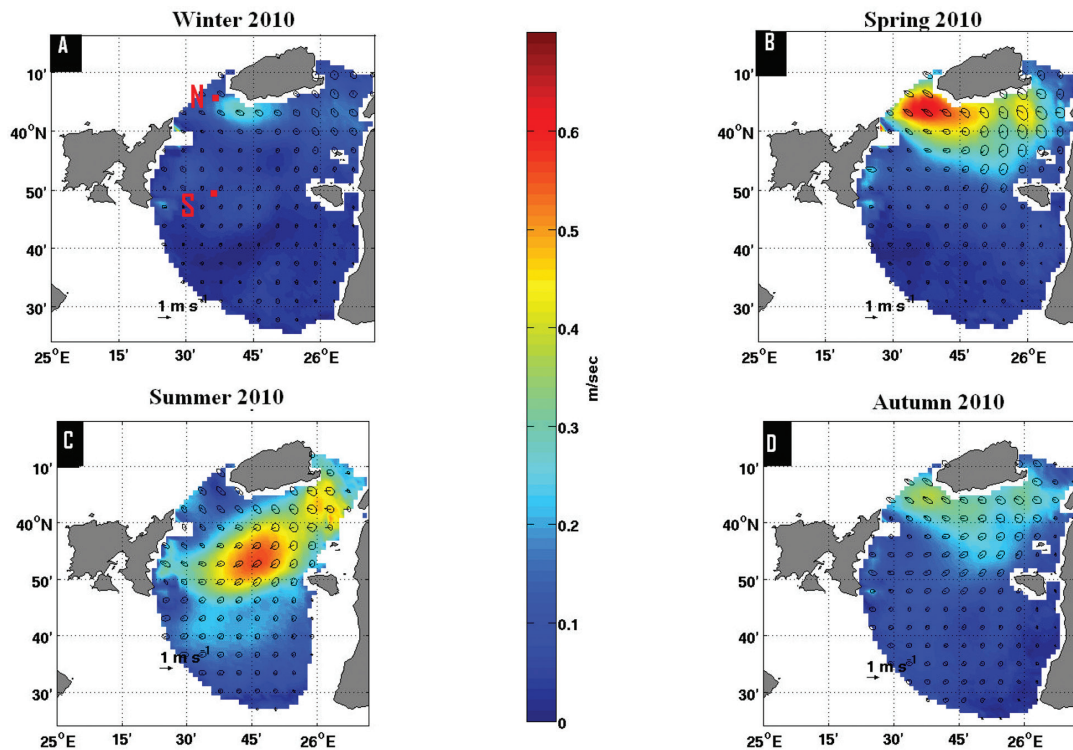 Winter 2010
A
N
S
10'
40°N
50'
40'
30'
1 m s⁻¹
25°E 15' 30' 45' 26°E
Spring 2010
B
10'
40°N
50'
40'
30'
1 m s⁻¹
25°E 15' 30' 45' 26°E
0.6
0.5
0.4
0.3
0.2
0.1
0
m/sec
Summer 2010
C
10'
40°N
50'
40'
30'
1 m s⁻¹
25°E 15' 30' 45' 26°E
Autumn 2010
D
10'
40°N
50'
40'
30'
1 m s⁻¹
25°E 15' 30' 45' 26°E